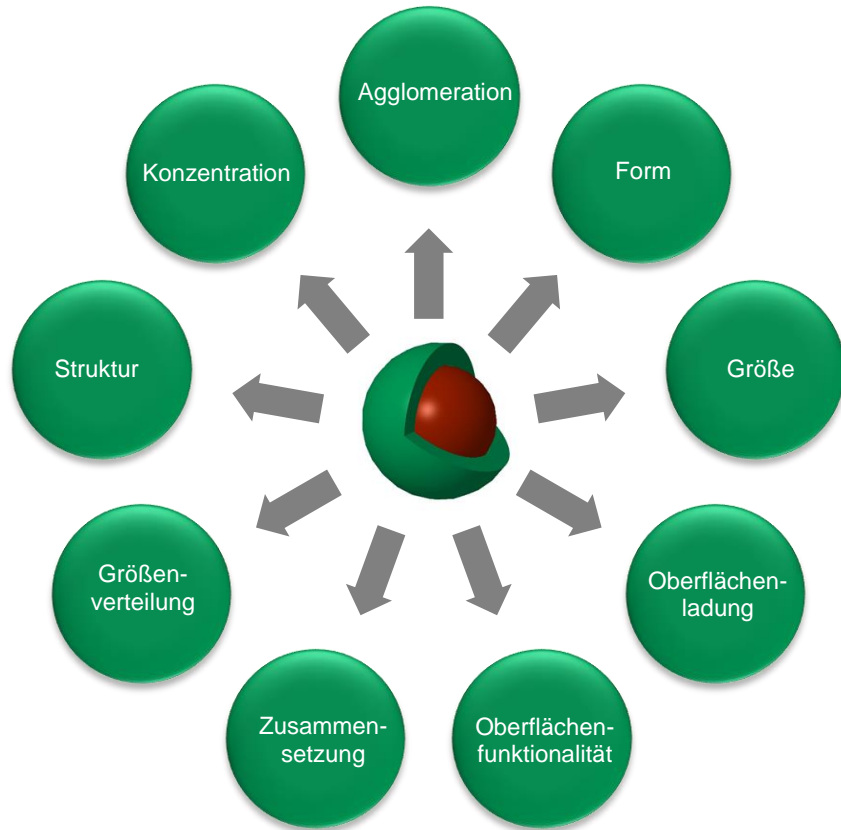 Agglomeration
Form
Größe
Oberflächen-
ladung
Oberflächen-
funktionalität
Zusammen-
setzung
Größen-
verteilung
Struktur
Konzentration